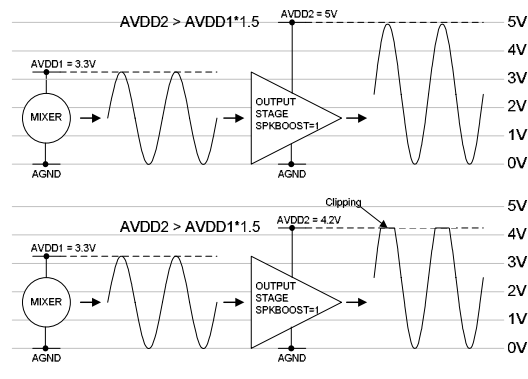 AVDD2 > AVDD1*1.5
AVDD2 = 5V
5V
4V
AVDD1 = 3.3V
3V
OUTPUT
STAGE
SPKBOOST=1
MIXER
2V
1V
0V
AGND
AGND
Clipping
5V
AVDD2 > AVDD1*1.5
AVDD2 = 4.2V
4V
AVDD1 = 3.3V
3V
OUTPUT
STAGE
SPKBOOST=1
MIXER
2V
1V
0V
AGND
AGND